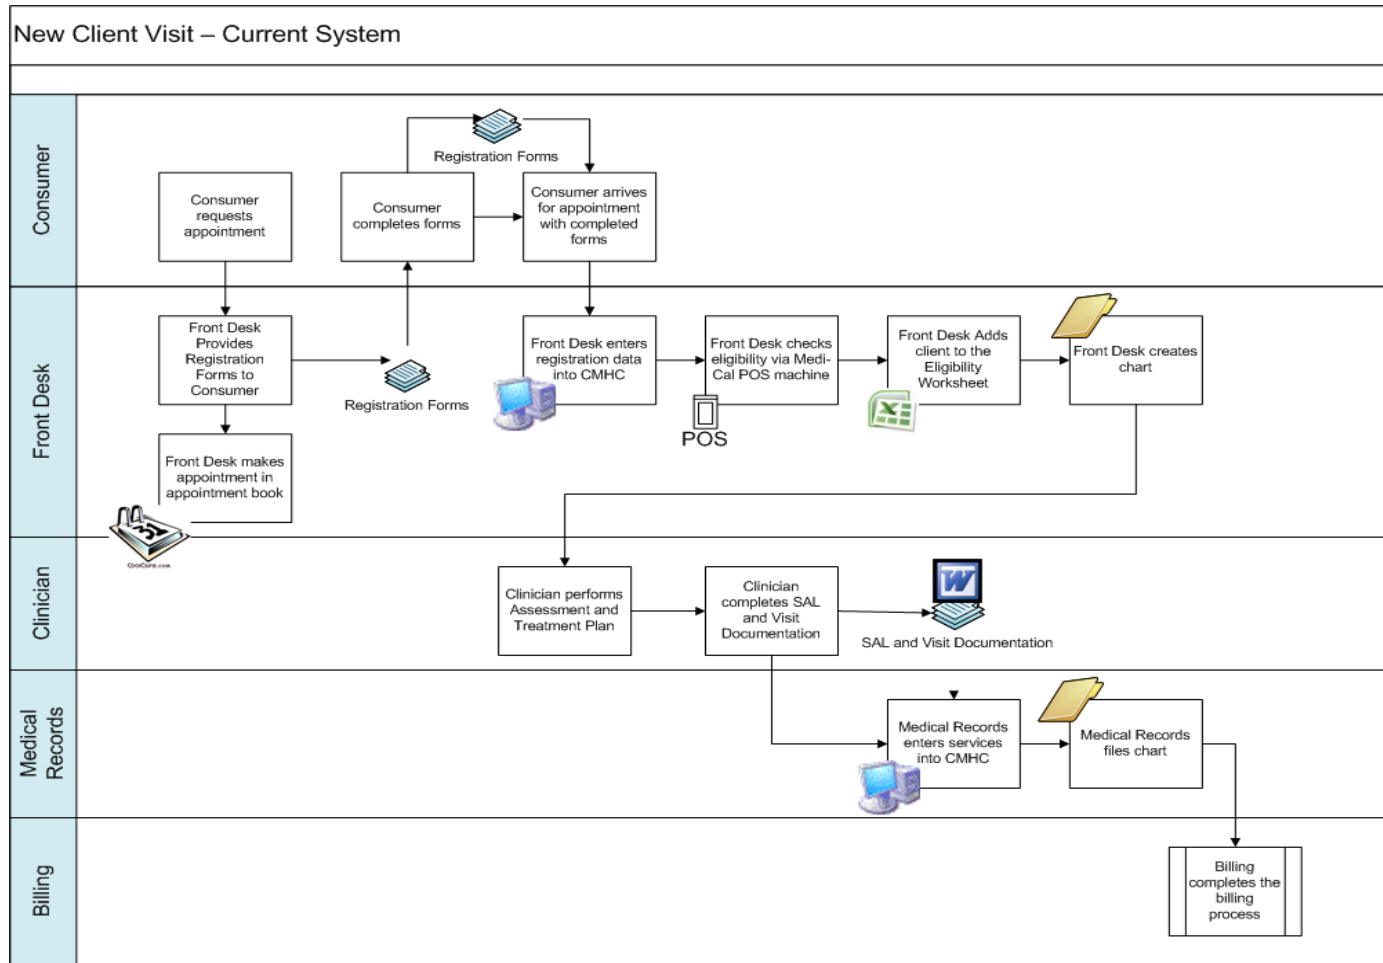 New Client Visit – Current System
Consumer
Registration Forms
Consumer
requests
appointment
Consumer
completes forms
Consumer arrives
for appointment
with completed
forms
Front Desk
Front Desk
Provides
Registration
Forms to
Consumer
Registration Forms
Front Desk enters
registration data
into CMHC
Front Desk checks
eligibility via Medi-
Cal POS machine
POS
Front Desk Adds
client to the
Eligibility
Worksheet
Front Desk creates
chart
Front Desk makes
appointment in
appointment book
31
Clinician
Clinician performs
Assessment and
Treatment Plan
Clinician
completes SAL
and Visit
Documentation
W
SAL and Visit Documentation
Medical
Records
Medical Records
enters services
into CMHC
Medical Records
files chart
Billing
Billing
completes the
billing
process